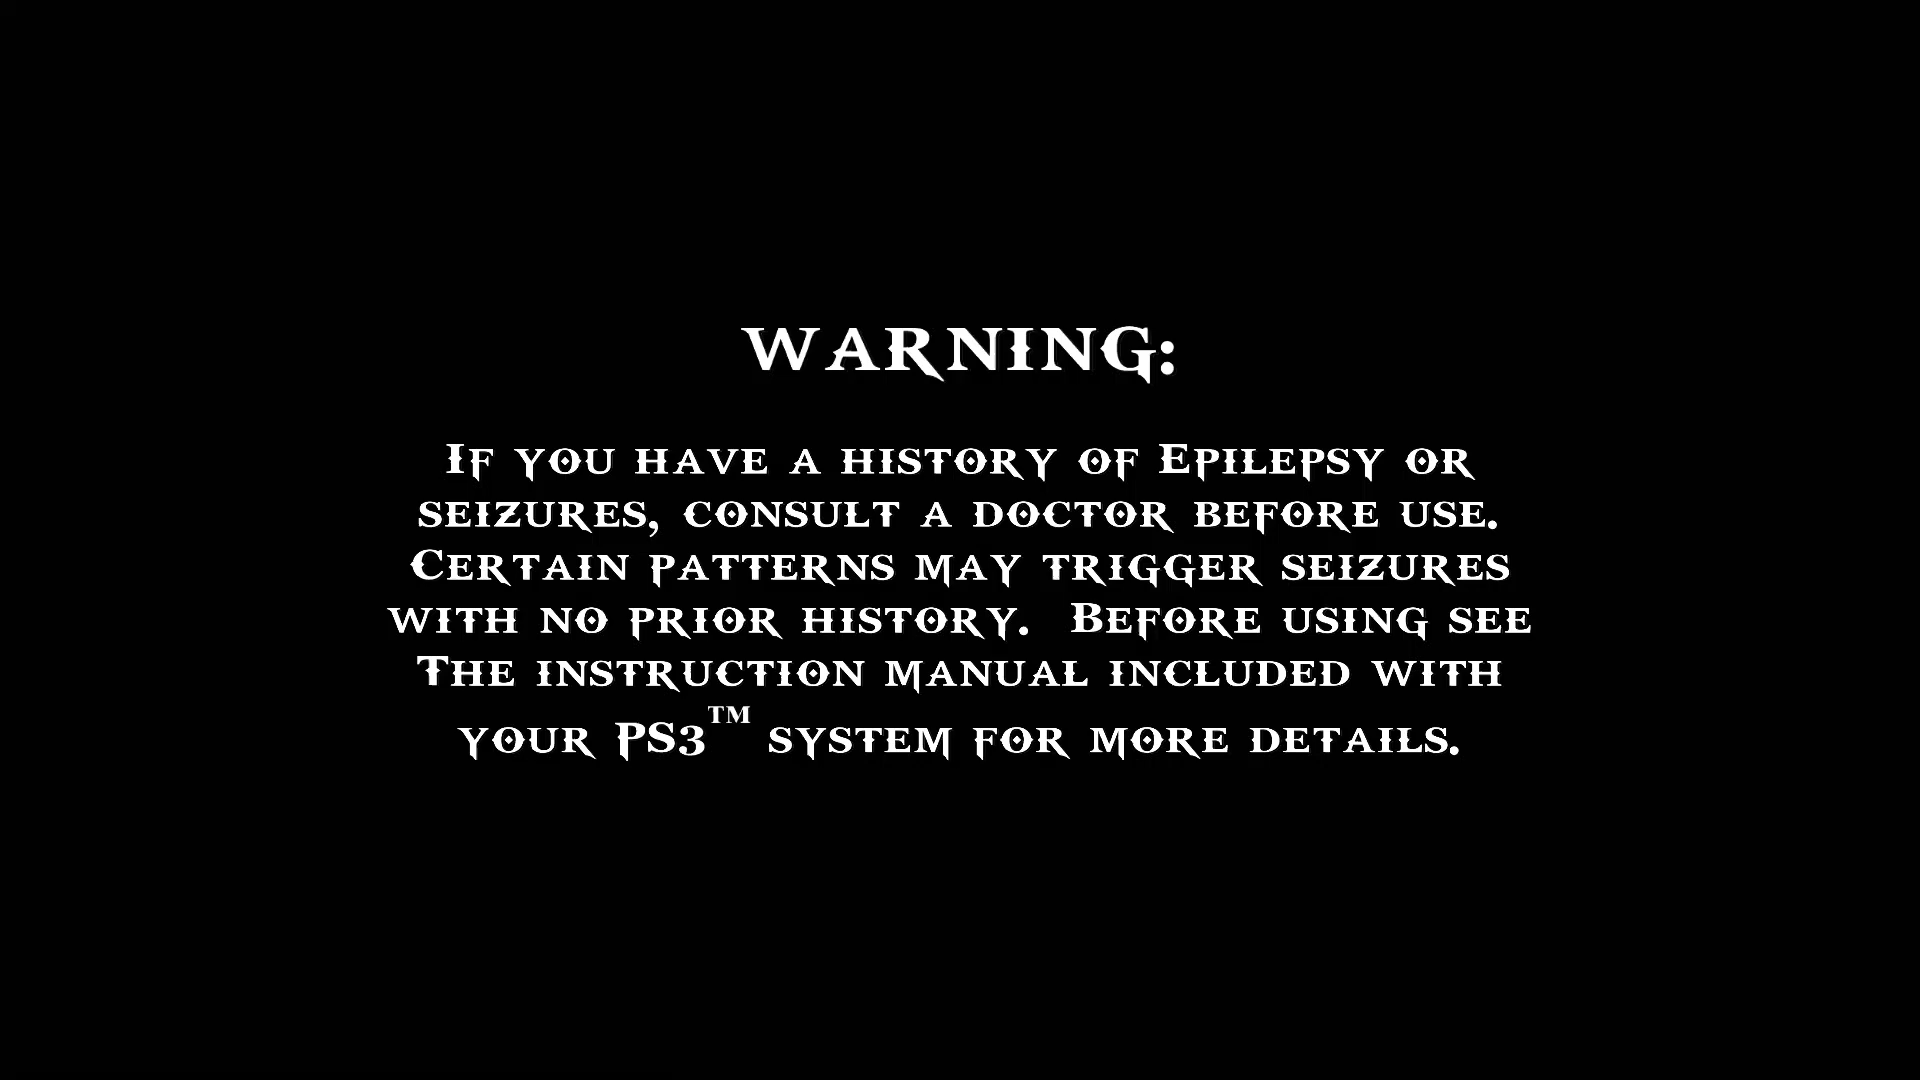 WARNING:
If you have a history of Epilepsy or
seizures, consult a doctor before use.
Certain patterns may trigger seizures
with no prior history.  Before using see
The instruction manual included with
your PS3™ system for more details.